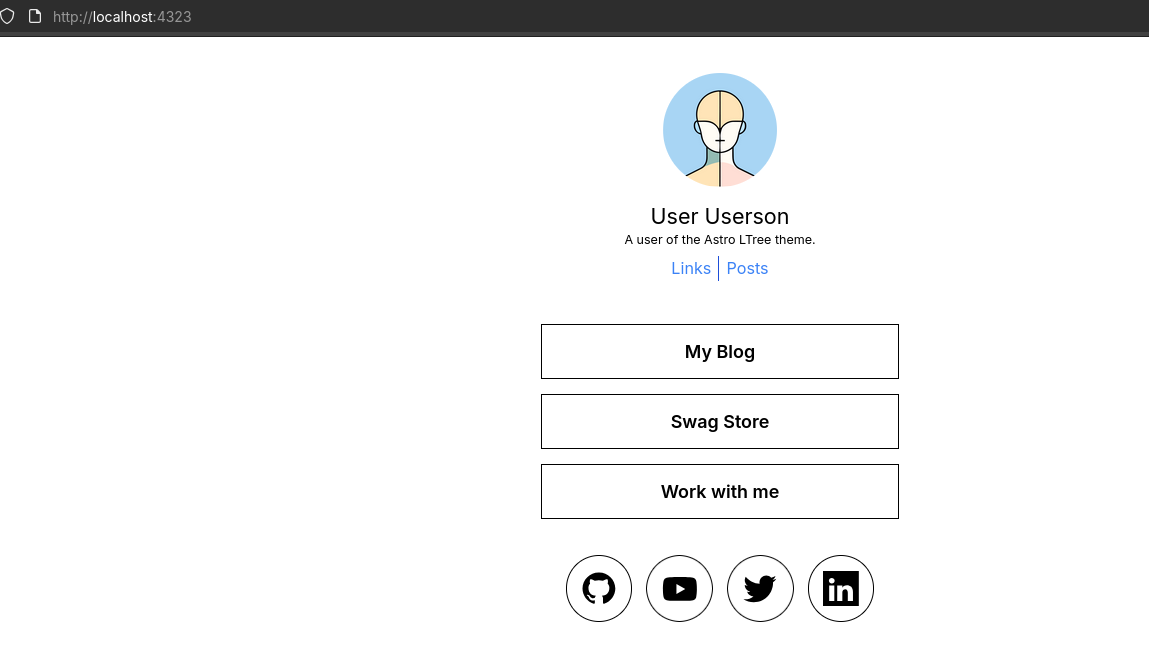 http://localhost:4323
User Userson
A user of the Astro LTree theme.
Links Posts
My Blog
Swag Store
Work with me
in